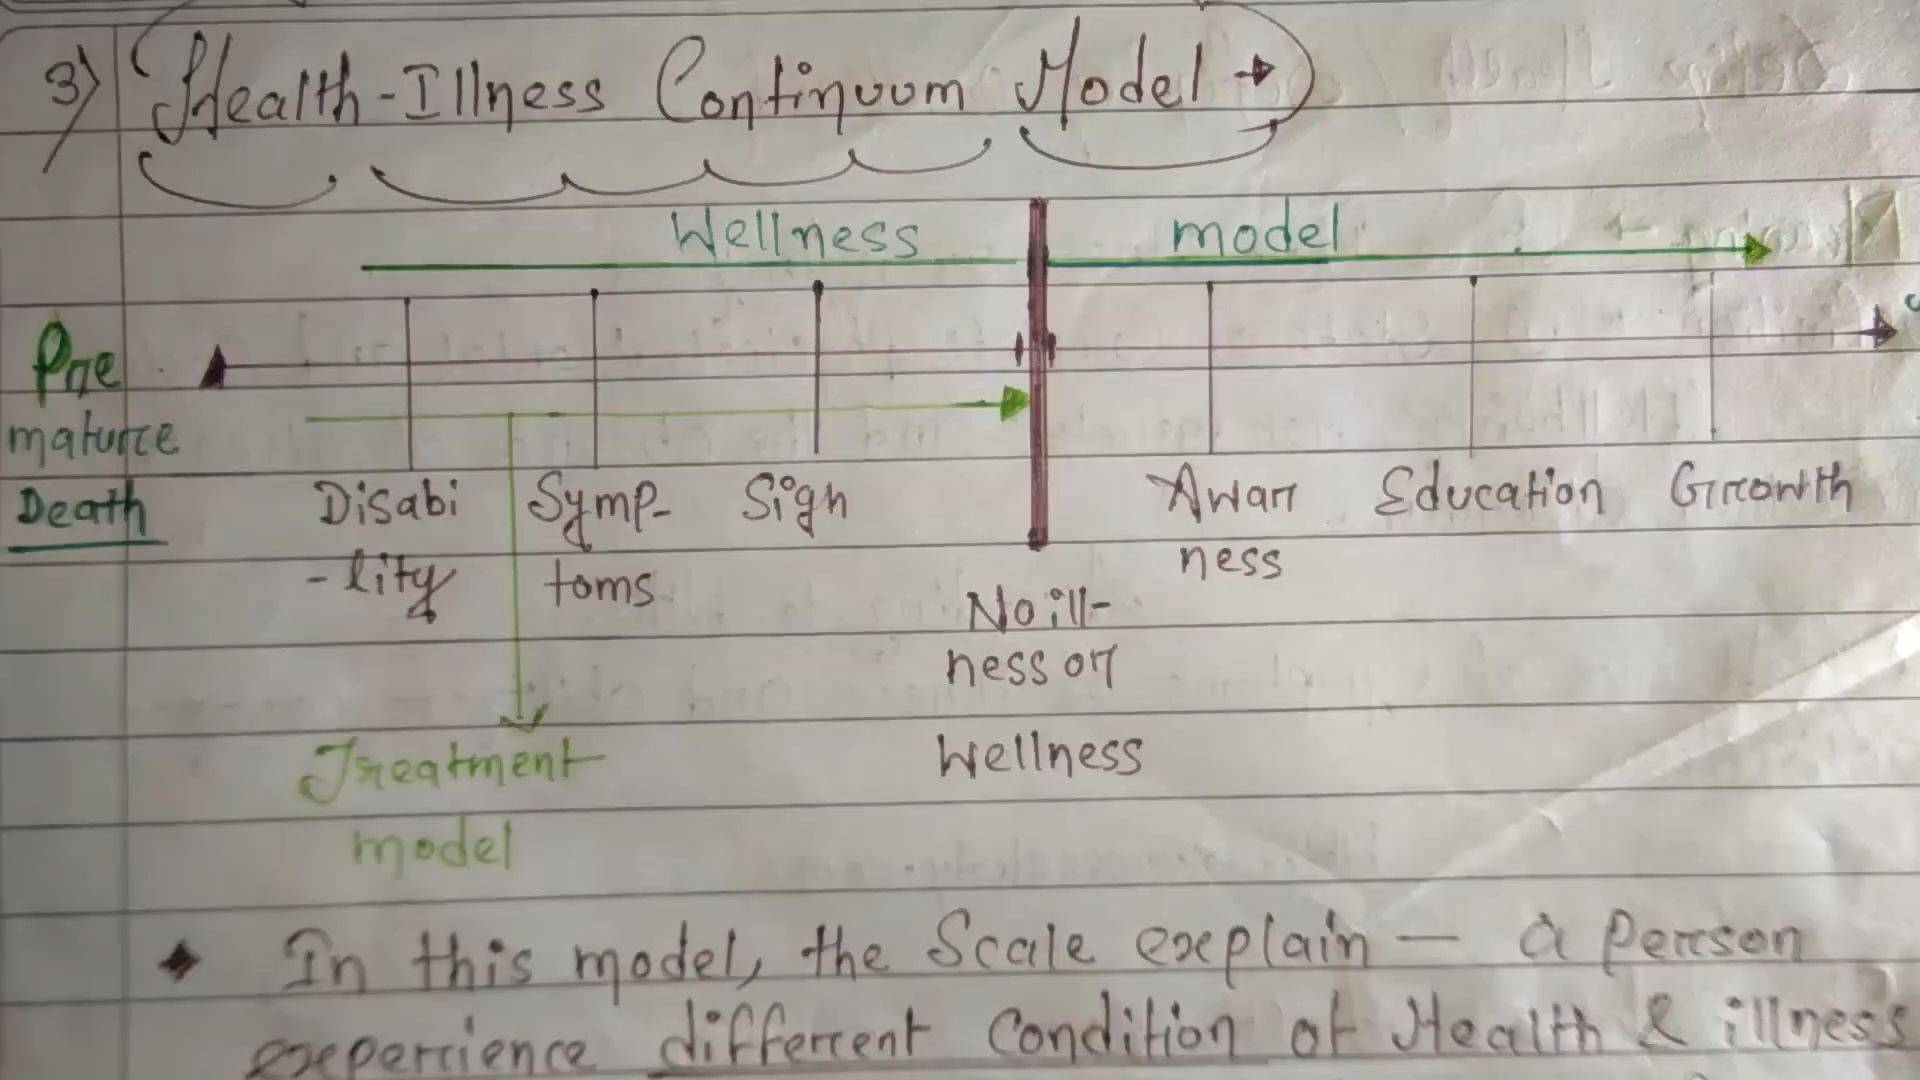 3) Health-Illness Continuum Model →
Wellness model
Pre
mature
Death
Disabi
-lity
Symp-
toms
Sign
No ill-
ness or
Wellness
Awar
ness
Education
Growth
Treatment
model
In this model, the Scale explain — a person
experience different Condition of Health & illness